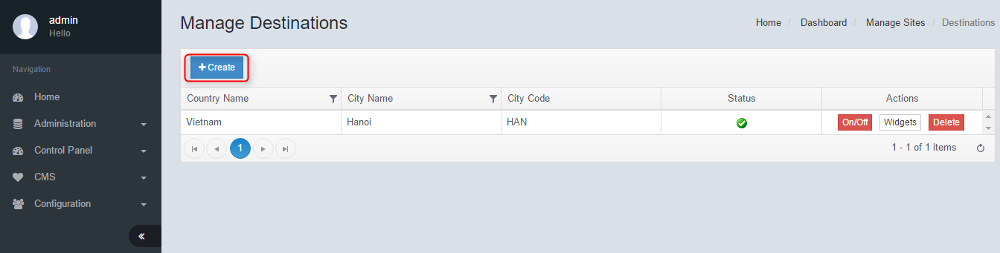 admin
Hello
Navigation
Home
Administration
Control Panel
CMS
Configuration
Manage Destinations
Home / Dashboard / Manage Sites / Destinations
Create
Country Name City Name City Code Status Actions
Vietnam Hanoi HAN On/Off Widgets Delete
1 1 - 1 of 1 items